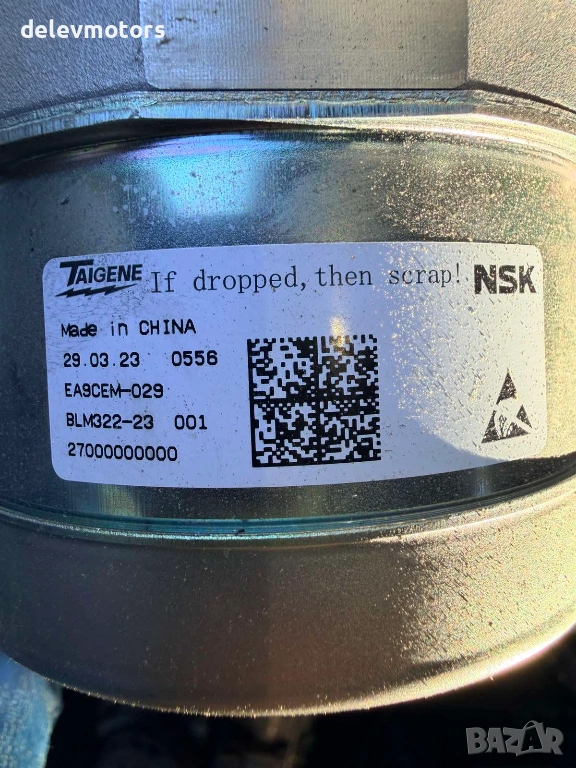 delevmotors
TAIGENE If dropped, then scrap! NSK
Made in CHINA
29.03.23 0556
EA9CEM-029
BLM322-23 001
27000000000
BAZAR